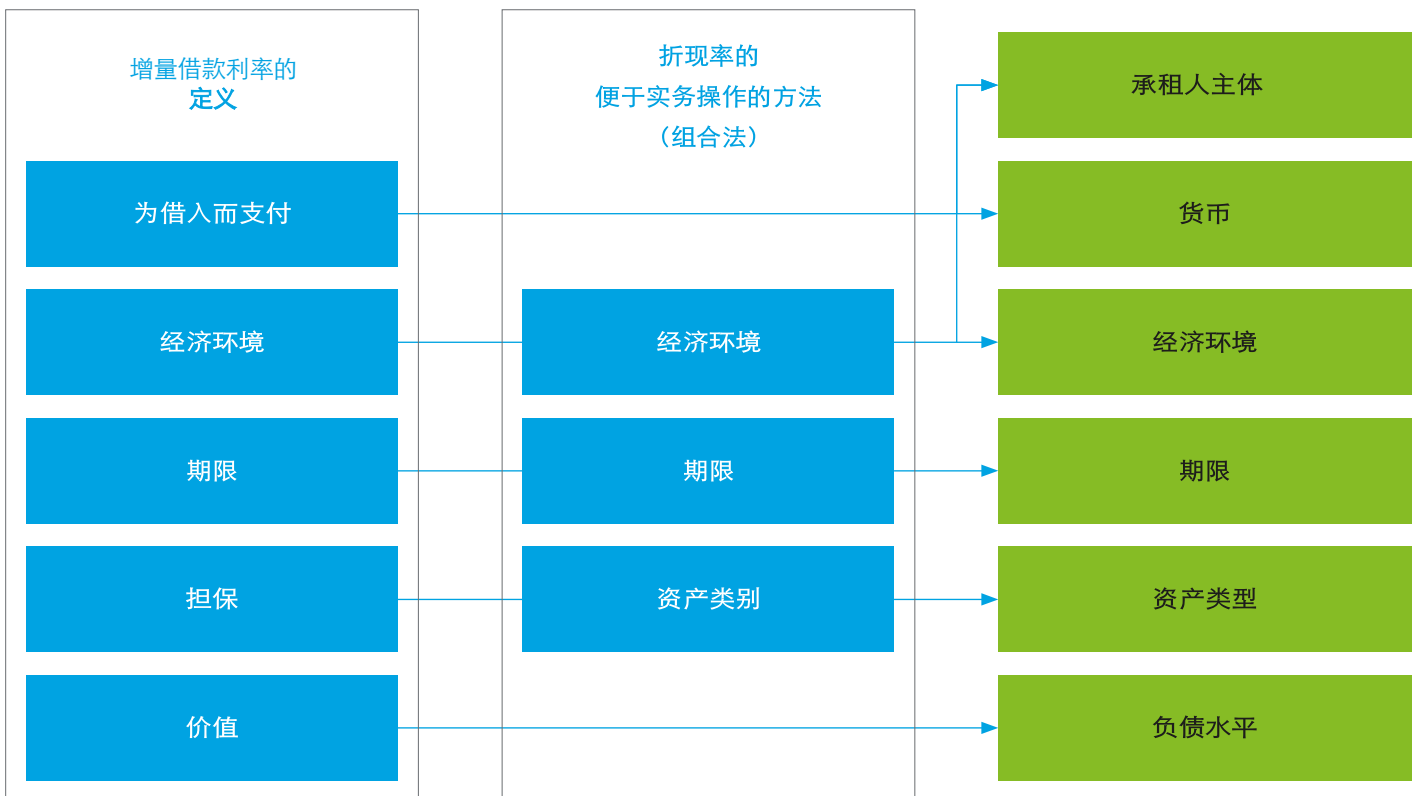 增量借款利率的
定义
为借入而支付
经济环境
期限
担保
价值
折现率的
便于实务操作的方法
（组合法）
经济环境
期限
资产类别
承租人主体
货币
经济环境
期限
资产类型
负债水平